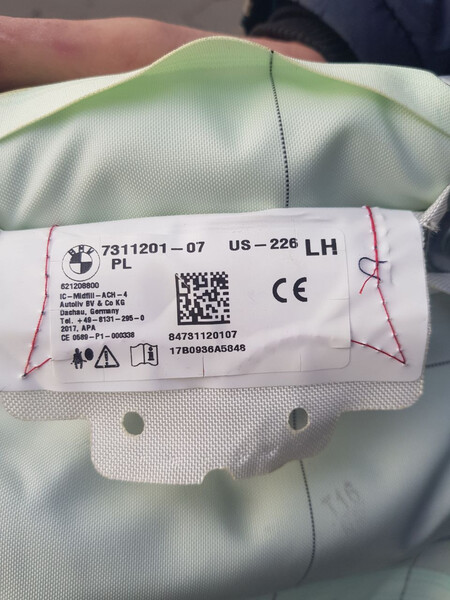 BMW
7311201-07 US-226 LH
PL
621208800
IC-Midfill-ACH-4
Autoliv BV & Co KG
Dachau, Germany
Tel. +49-8131-295-0
2017, APA
CE 0589-P1-000338
CE
84731120107
17B0936A5848
T16